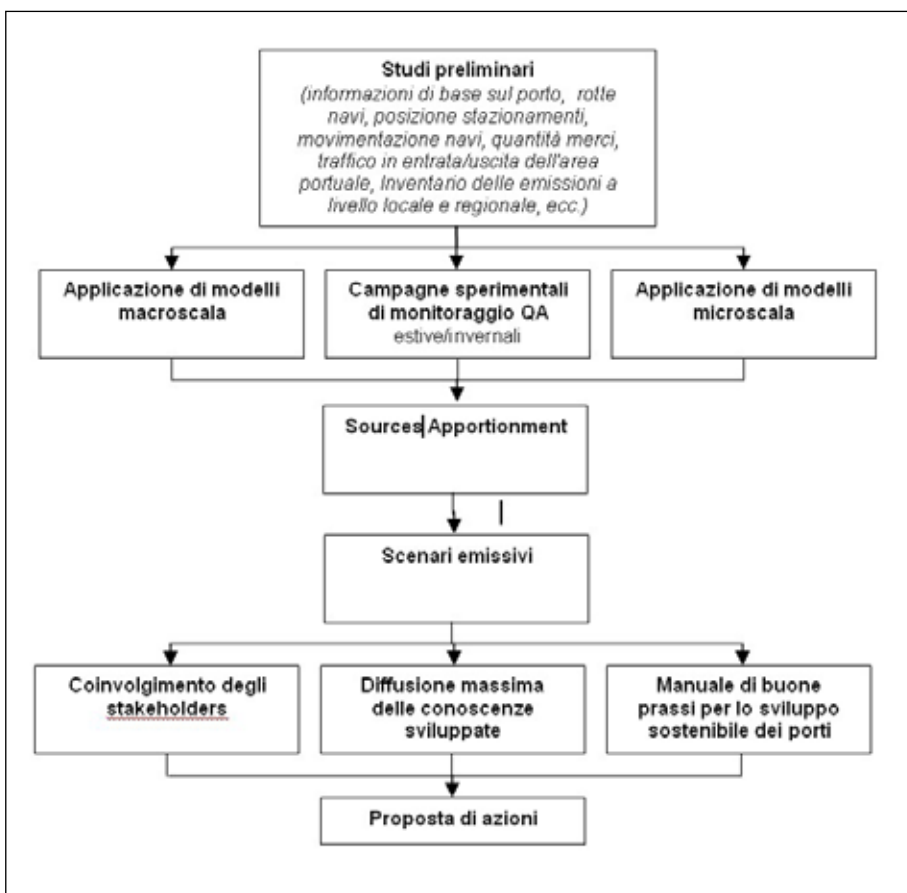 Studi preliminari
(informazioni di base sul porto, rotte
navi, posizione stazionamenti,
movimentazione navi, quantità merci,
traffico in entrata/uscita dell'area
portuale, Inventario delle emissioni a
livello locale e regionale, ecc.)
Applicazione di modelli
macroscala
Campagne sperimentali
di monitoraggio QA
estive/invernali
Applicazione di modelli
microscala
Sources Apportionment
Scenari emissivi
Coinvolgimento degli
stakeholders
Diffusione massima
delle conoscenze
sviluppate
Manuale di buone
prassi per lo sviluppo
sostenibile dei porti
Proposta di azioni